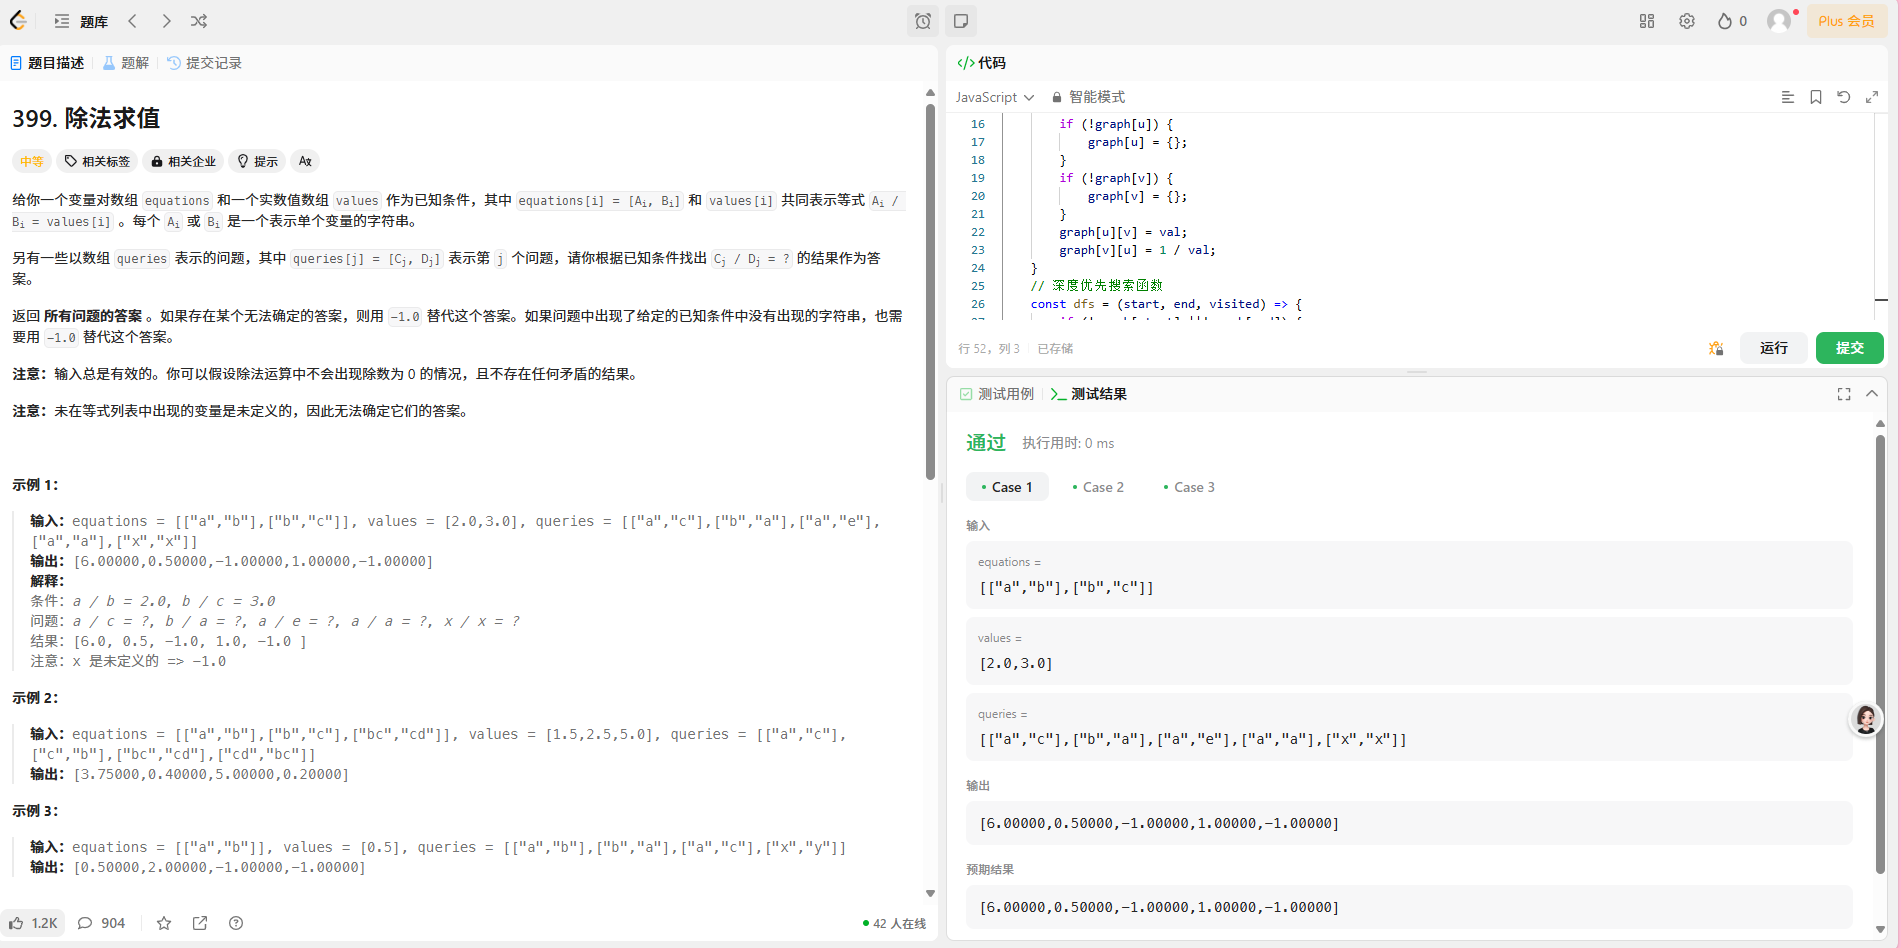 题库
0
Plus 会员
题目描述
题解
提交记录
399. 除法求值
中等
相关标签
相关企业
提示
给你一个变量对数组 equations 和一个实数值数组 values 作为已知条件，其中 equations[i] = [Ai, Bi] 和 values[i] 共同表示等式 Ai /
Bi = values[i] 。每个 Ai 或 Bi 是一个表示单个变量的字符串。
另有一些以数组 queries 表示的问题，其中 queries[j] = [Cj, Dj] 表示第 j 个问题，请你根据已知条件找出 Cj / Dj = ? 的结果作为答
案。
返回 所有问题的答案 。如果存在某个无法确定的答案，则用 -1.0 替代这个答案。如果问题中出现了给定的已知条件中没有出现的字符串，也需
要用 -1.0 替代这个答案。
注意：输入总是有效的。你可以假设除法运算中不会出现除数为 0 的情况，且不存在任何矛盾的结果。
注意：未在等式列表中出现的变量是未定义的，因此无法确定它们的答案。
示例 1：
输入：equations = [["a","b"],["b","c"]], values = [2.0,3.0], queries = [["a","c"],["b","a"],["a","e"],
["a","a"],["x","x"]]
输出：[6.00000,0.50000,-1.00000,1.00000,-1.00000]
解释：
条件：a / b = 2.0, b / c = 3.0
问题：a / c = ?, b / a = ?, a / e = ?, a / a = ?, x / x = ?
结果：[6.0, 0.5, -1.0, 1.0, -1.0 ]
注意：x 是未定义的 => -1.0
示例 2：
输入：equations = [["a","b"],["b","c"],["bc","cd"]], values = [1.5,2.5,5.0], queries = [["a","c"],
["c","b"],["bc","cd"],["cd","bc"]]
输出：[3.75000,0.40000,5.00000,0.20000]
示例 3：
输入：equations = [["a","b"]], values = [0.5], queries = [["a","b"],["b","a"],["a","c"],["x","y"]]
输出：[0.50000,2.00000,-1.00000,-1.00000]
1.2K
904
42 人在线
</> 代码
JavaScript
智能模式
16 if (!graph[u]) {
17 graph[u] = {};
18 }
19 if (!graph[v]) {
20 graph[v] = {};
21 }
22 graph[u][v] = val;
23 graph[v][u] = 1 / val;
24 }
25 // 深度优先搜索函数
26 const dfs = (start, end, visited) => {
行 52，列 3
已存储
运行
提交
测试用例
测试结果
通过
执行用时: 0 ms
Case 1
Case 2
Case 3
输入
equations =
[["a","b"],["b","c"]]
values =
[2.0,3.0]
queries =
[["a","c"],["b","a"],["a","e"],["a","a"],["x","x"]]
输出
[6.00000,0.50000,-1.00000,1.00000,-1.00000]
预期结果
[6.00000,0.50000,-1.00000,1.00000,-1.00000]